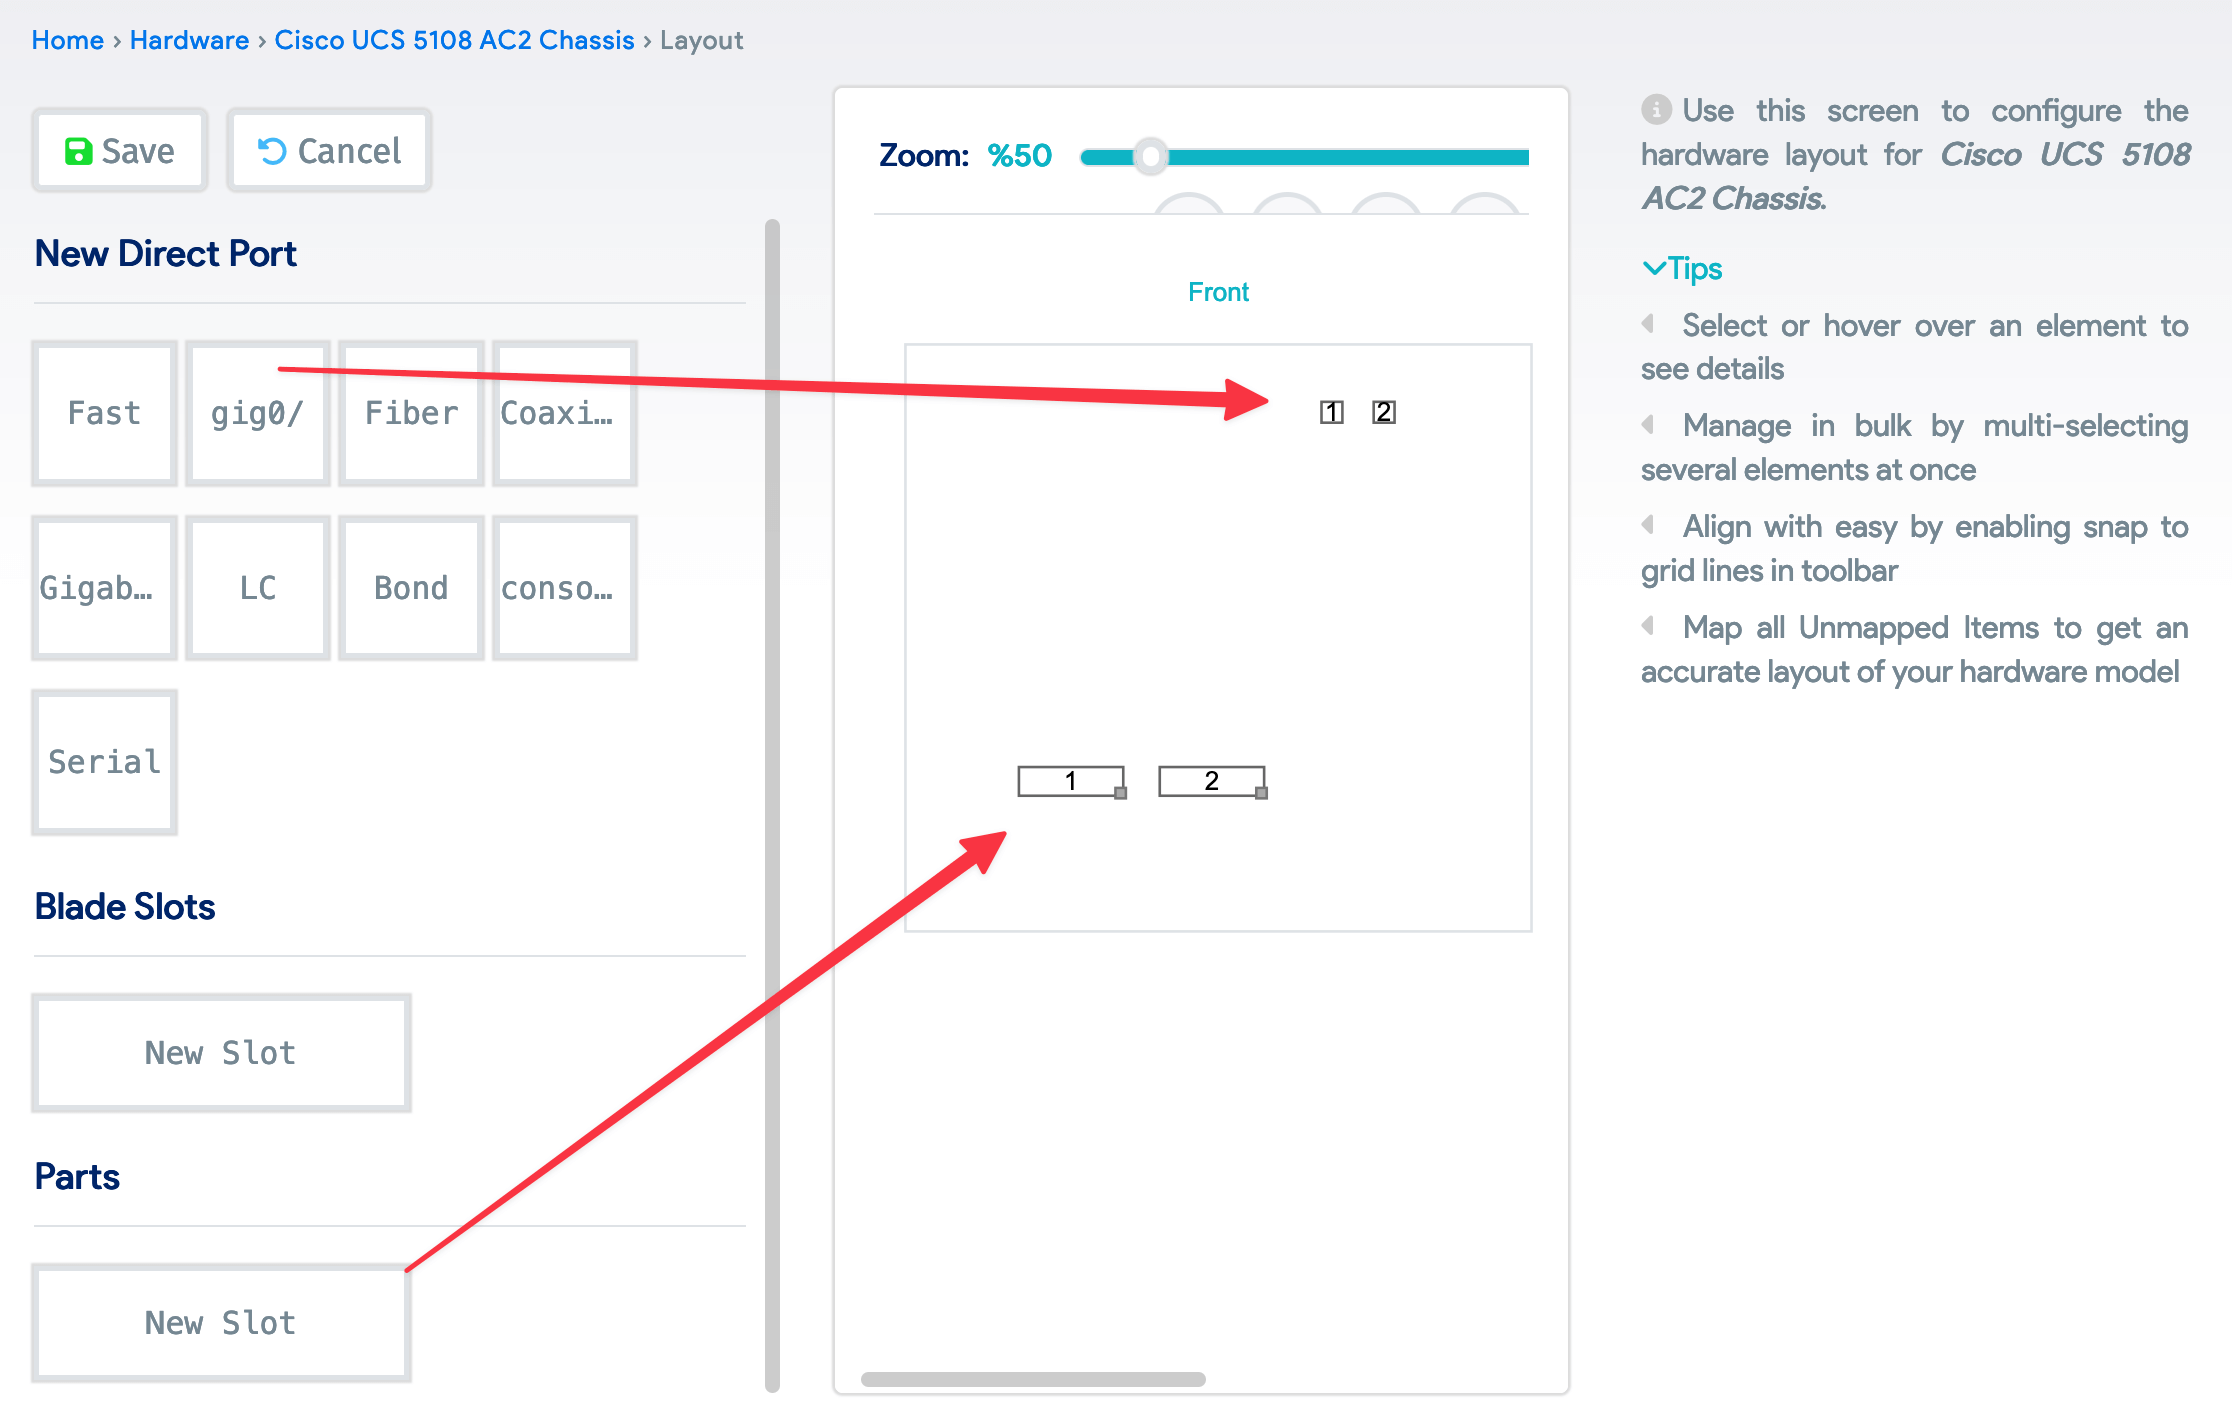 Home › Hardware › Cisco UCS 5108 AC2 Chassis › Layout
Save
Cancel
New Direct Port
Fast
gig0/
Fiber
Coaxi…
Gigab…
LC
Bond
conso…
Serial
Blade Slots
New Slot
Parts
New Slot
Zoom: %50
Front
1 2
1 2
Use this screen to configure the
hardware layout for Cisco UCS 5108
AC2 Chassis.
Tips
Select or hover over an element to
see details
Manage in bulk by multi-selecting
several elements at once
Align with easy by enabling snap to
grid lines in toolbar
Map all Unmapped Items to get an
accurate layout of your hardware model